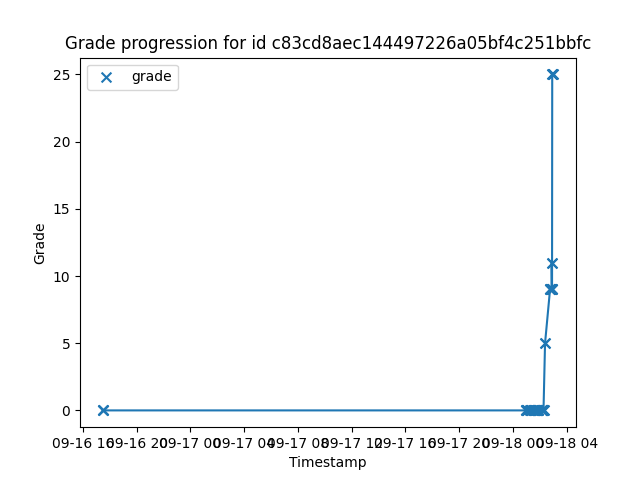 Grade progression for id c83cd8aec144497226a05bf4c251bbfc
grade
25
20
15
10
5
0
Grade
09-16 16 09-16 20 09-17 00 09-17 04 09-17 08 09-17 12 09-17 16 09-17 20 09-18 00 09-18 04
Timestamp